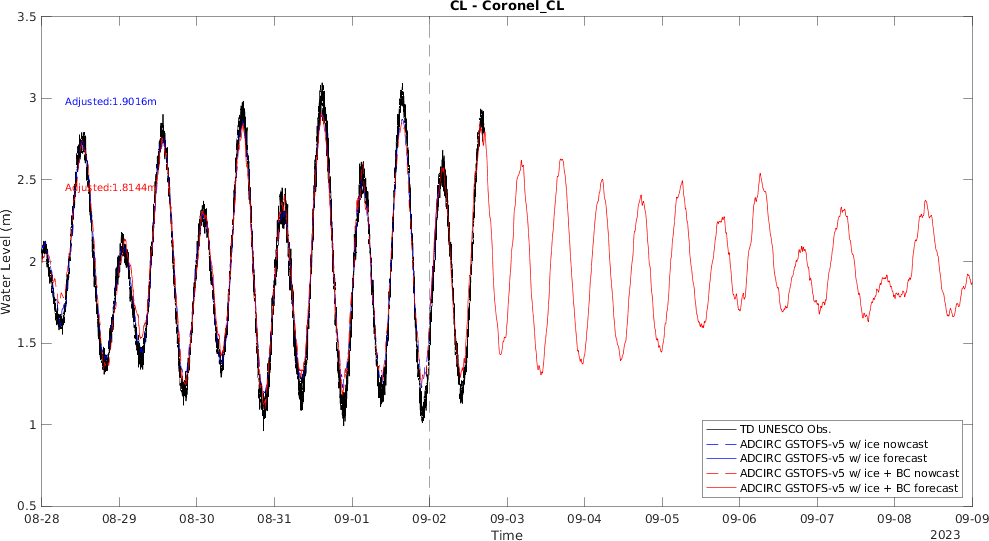 CL - Coronel_CL
3.5
3
2.5
2
1.5
1
0.5
Water Level (m)
Adjusted:1.9016m
Adjusted:1.8144m
TD UNESCO Obs.
ADCIRC GSTOFS-v5 w/ ice nowcast
ADCIRC GSTOFS-v5 w/ ice forecast
ADCIRC GSTOFS-v5 w/ ice + BC nowcast
ADCIRC GSTOFS-v5 w/ ice + BC forecast
08-28 08-29 08-30 08-31 09-01 09-02 09-03 09-04 09-05 09-06 09-07 09-08 09-09
Time
2023